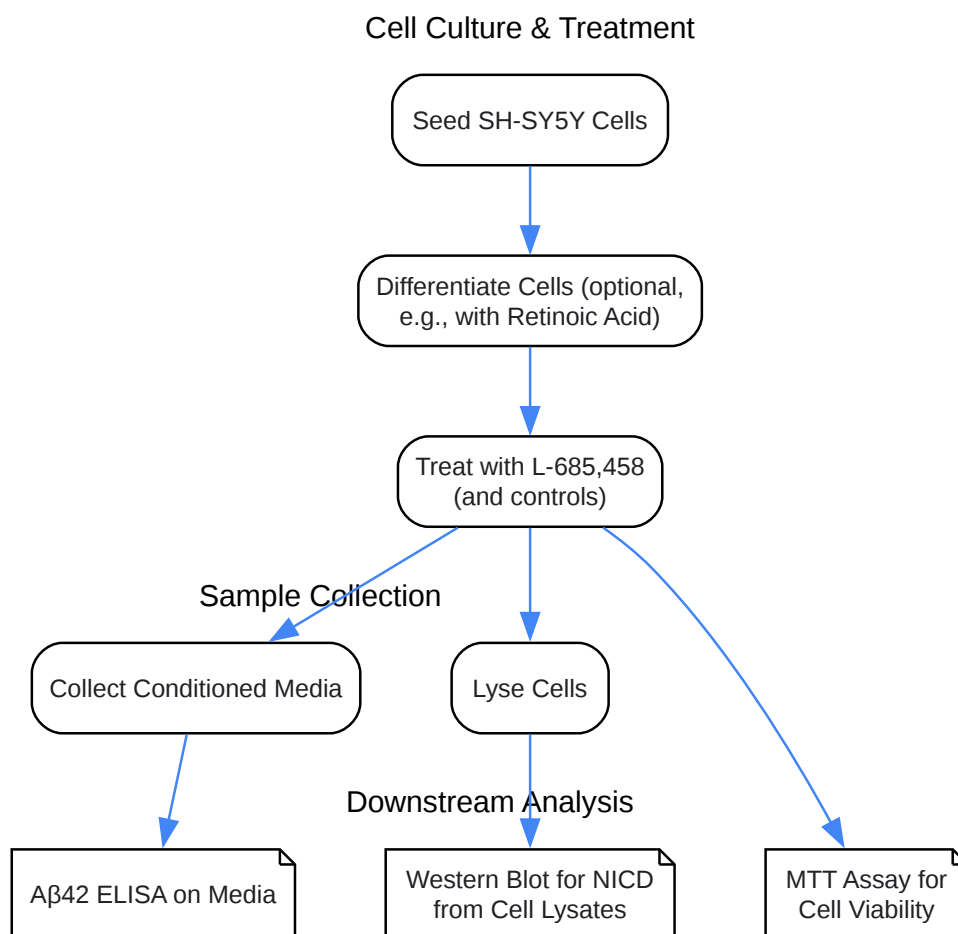 Cell Culture & Treatment
Seed SH-SY5Y Cells
Differentiate Cells (optional,
e.g., with Retinoic Acid)
Treat with L-685,458
(and controls)
Sample Collection
Collect Conditioned Media
Lyse Cells
Downstream Analysis
Aβ42 ELISA on Media
Western Blot for NICD
from Cell Lysates
MTT Assay for
Cell Viability